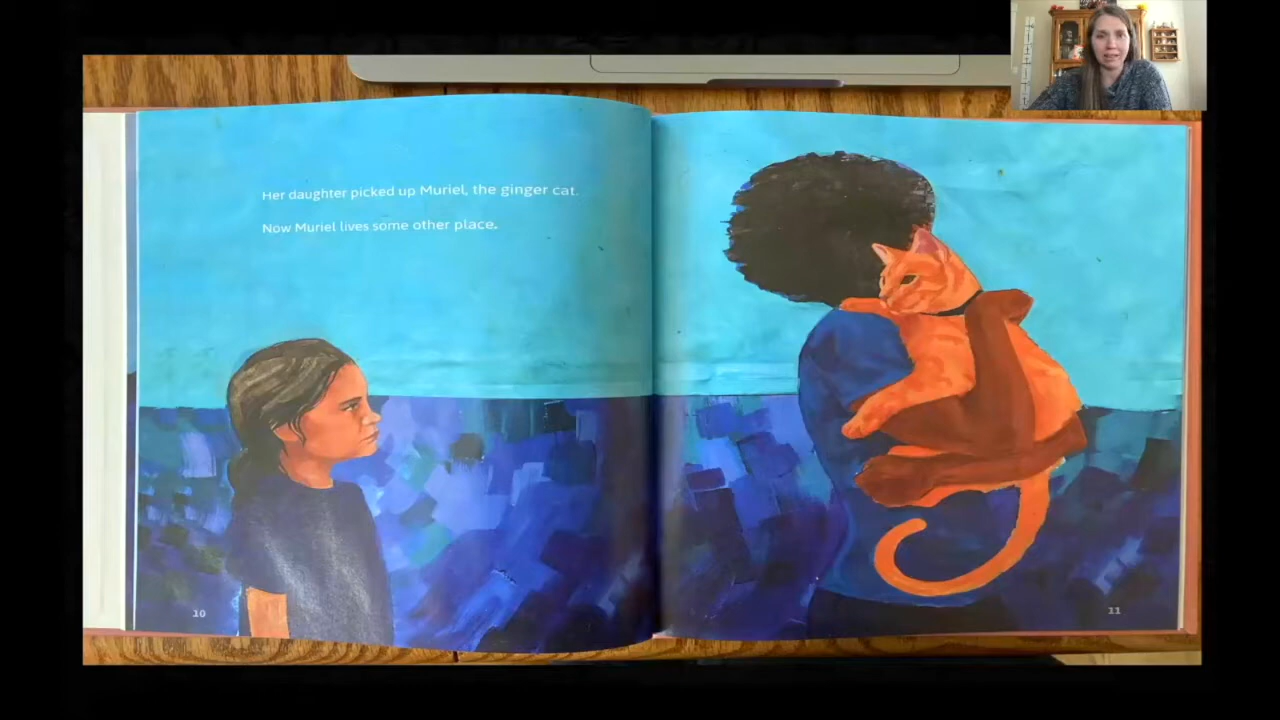 Her daughter picked up Muriel, the ginger cat.
Now Muriel lives some other place.
10
11